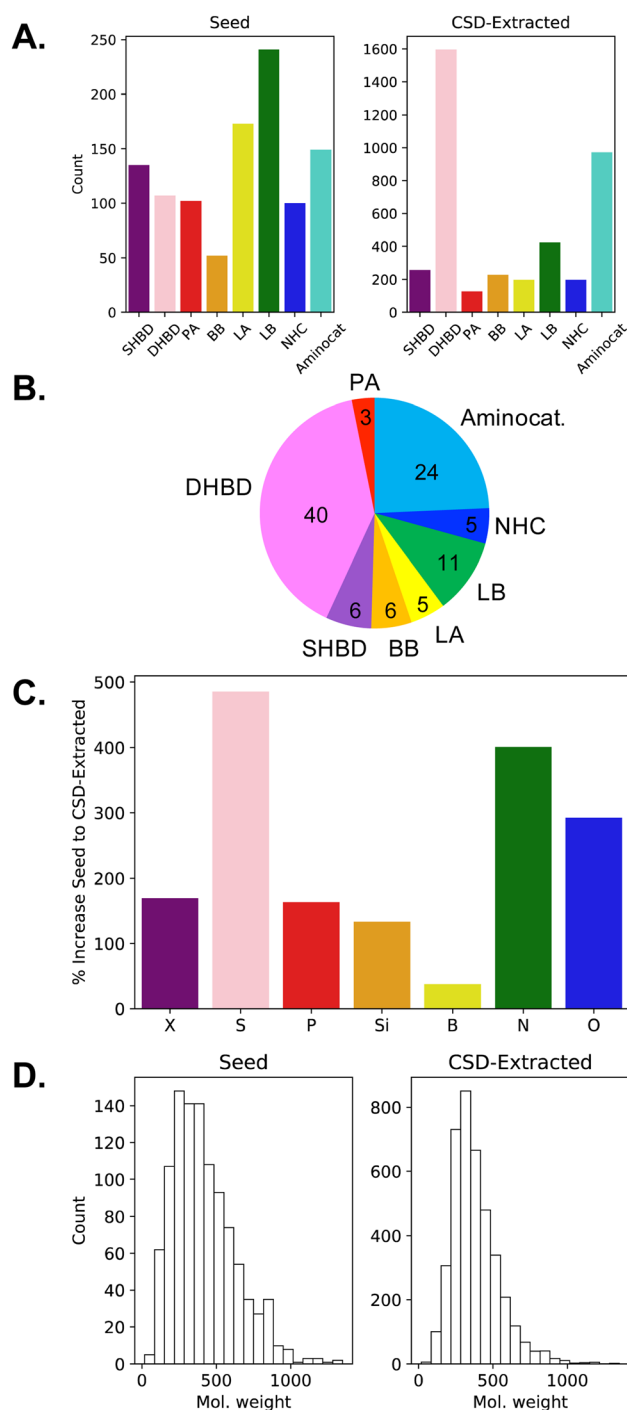 A.
Seed
CSD-Extracted
Count
250
200
150
100
50
0
SHBD DHBD PA BB LA LB NHC Aminocat
1600
1400
1200
1000
800
600
400
200
0
SHBD DHBD PA BB LA LB NHC Aminocat
B.
PA
3
Aminocat.
24
DHBD
40
NHC
5
11
LB
6
6
5
LA
SHBD
BB
C.
% Increase Seed to CSD-Extracted
500
400
300
200
100
0
X S P Si B N O
D.
Seed
CSD-Extracted
Count
140
120
100
80
60
40
20
0
0 500 1000
Mol. weight
800
600
400
200
0
0 500 1000
Mol. weight